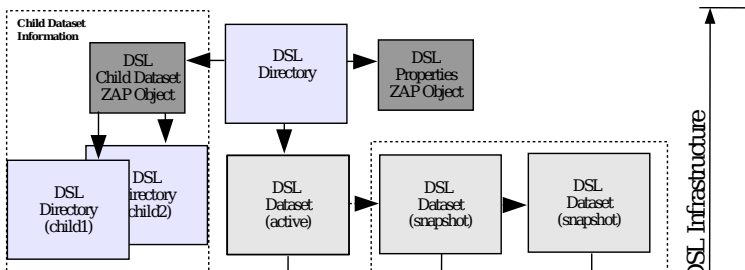 Child Dataset
Information
DSL
Child Dataset
ZAP Object
DSL
Directory
DSL
Properties
ZAP Object
DSL
Directory
(child1)
DSL
irectory
child2)
DSL
Dataset
(active)
DSL
Dataset
(snapshot)
DSL
Dataset
(snapshot)
DSL Infrastructure